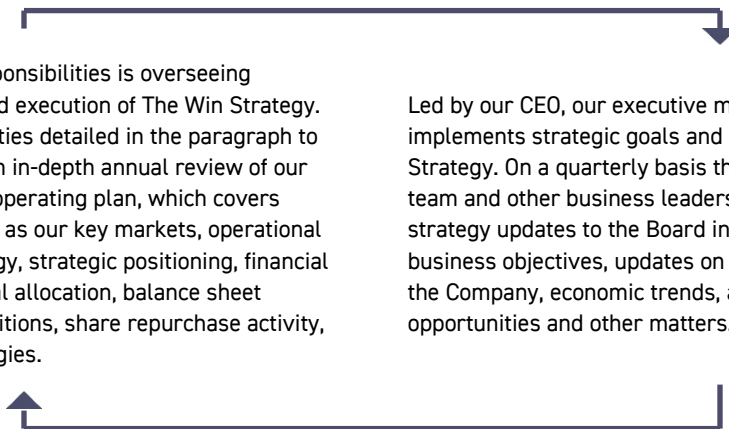 ponsibilities is overseeing
d execution of The Win Strategy.
ties detailed in the paragraph to
n in-depth annual review of our
operating plan, which covers
as our key markets, operational
gy, strategic positioning, financial
al allocation, balance sheet
itions, share repurchase activity,
gies.
Led by our CEO, our executive m
implements strategic goals and
Strategy. On a quarterly basis th
team and other business leaders
strategy updates to the Board in
business objectives, updates on
the Company, economic trends, a
opportunities and other matters.